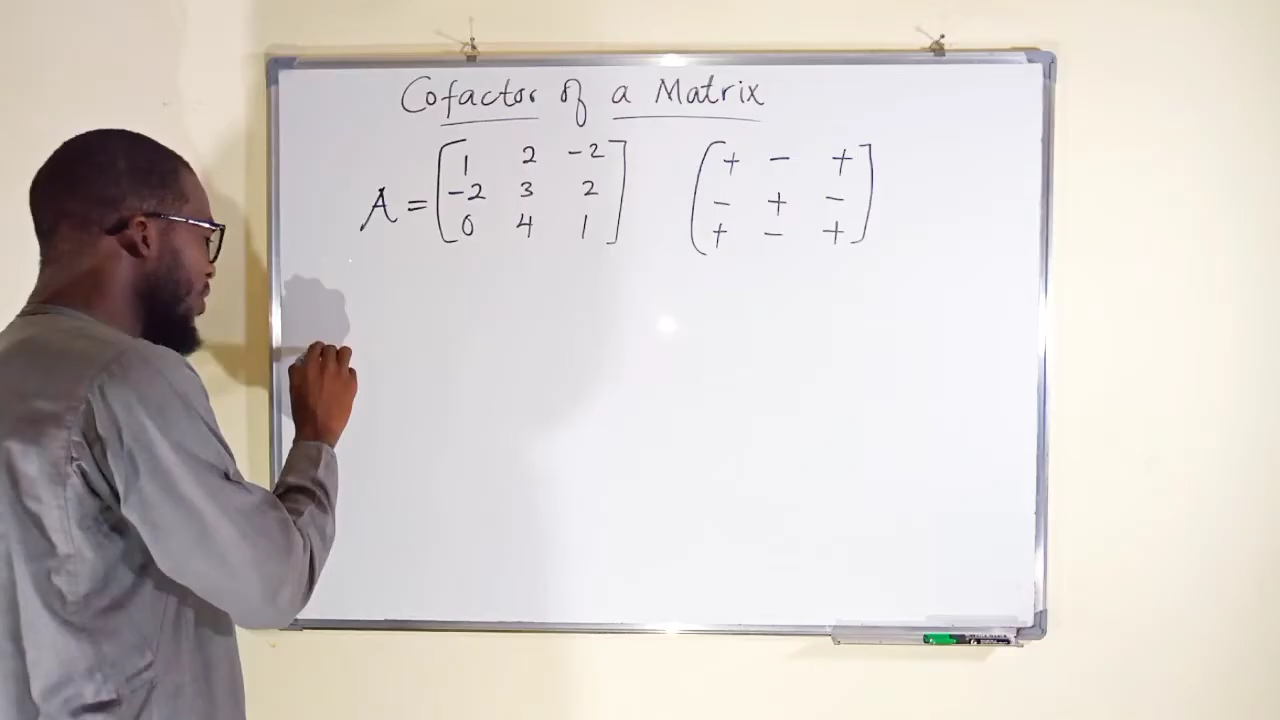 Cofactor of a Matrix
A = [1 2 -2] [+ - +]
[-2 3 2] [- + -]
[0 4 1] [+ - +]